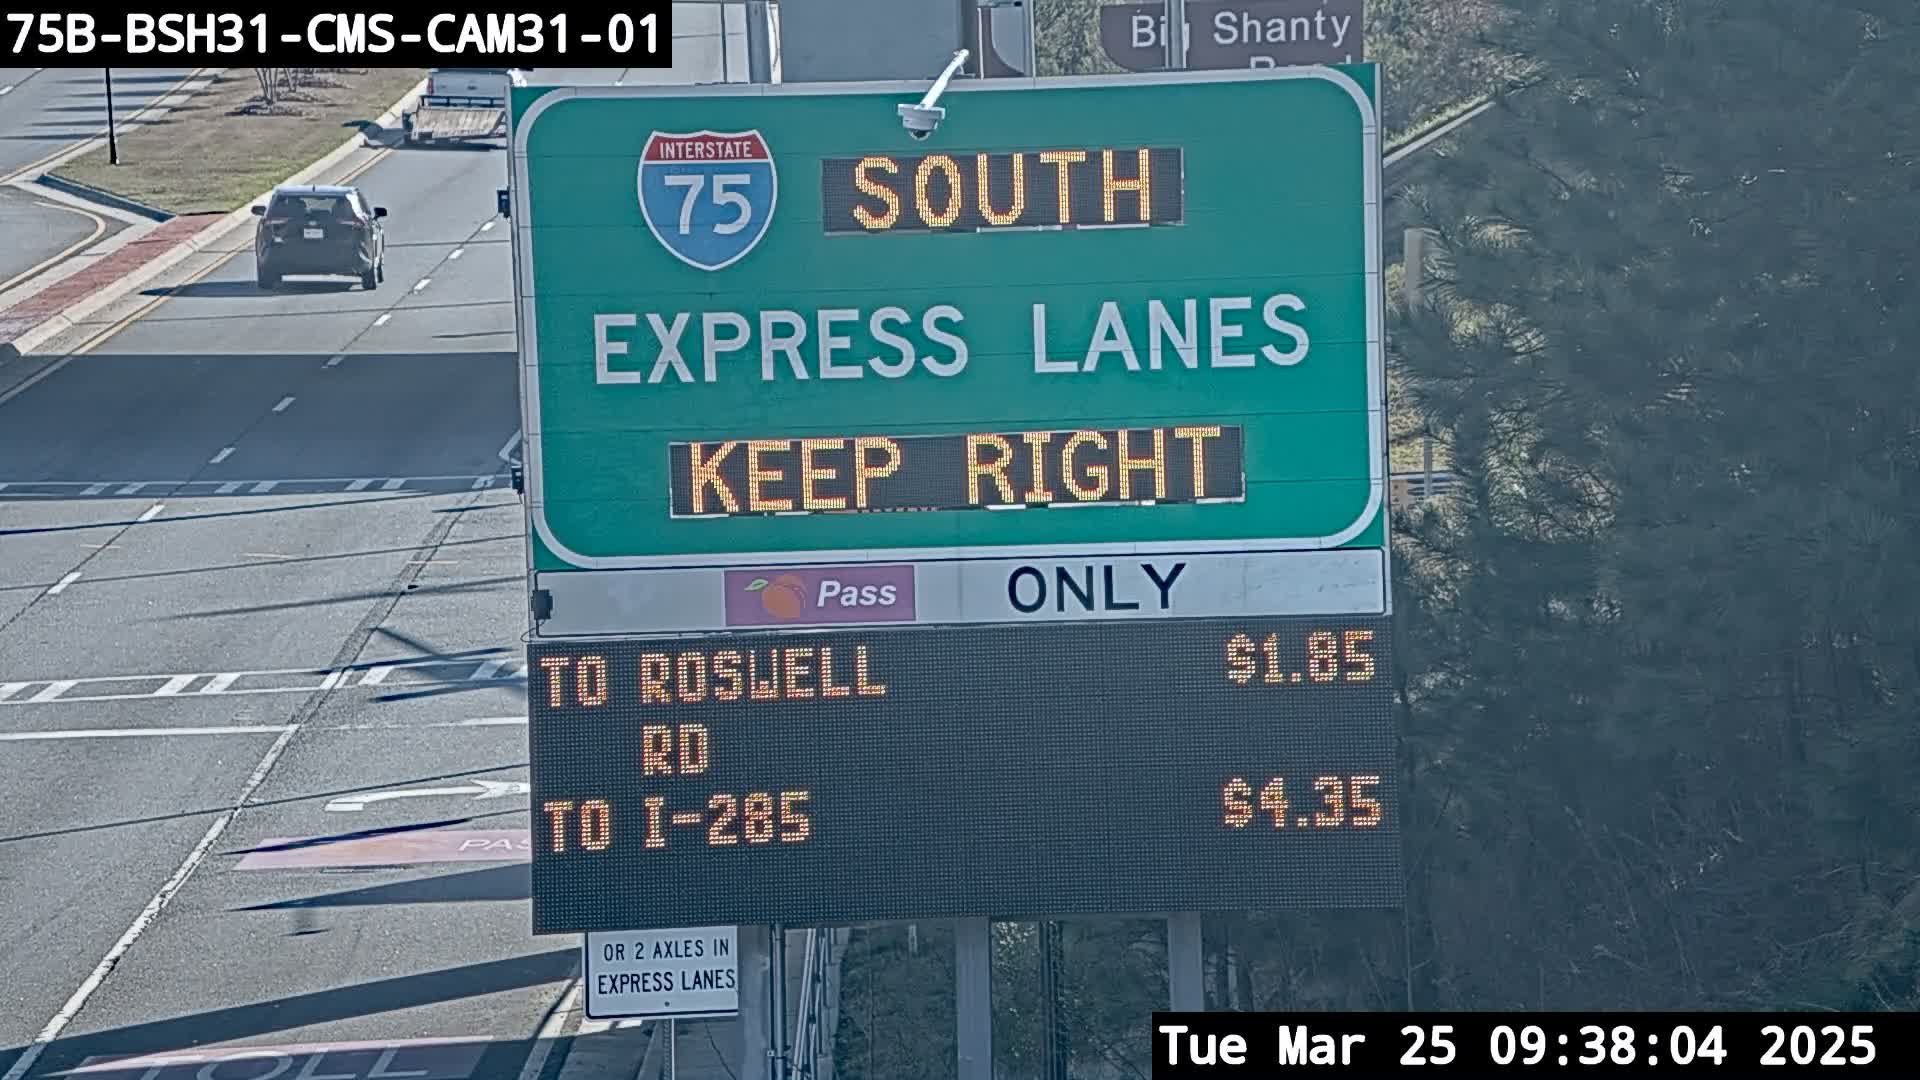 75B-BSH31-CMS-CAM31-01
Big Shanty
Road
INTERSTATE
75
SOUTH
EXPRESS LANES
KEEP RIGHT
Pass ONLY
TO ROSWELL $1.85
RD
TO I-285 $4.35
PAS
OR 2 AXLES IN
EXPRESS LANES
TOLL
Tue Mar 25 09:38:04 2025